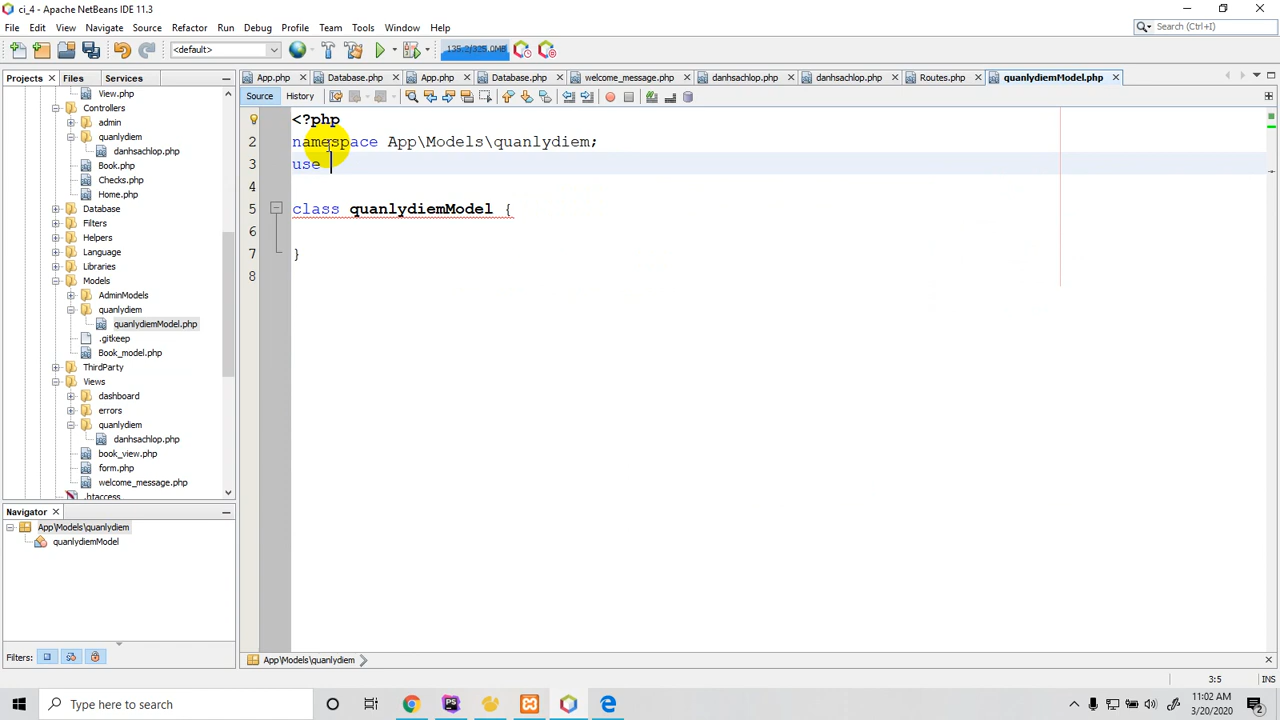 ci_4 - Apache NetBeans IDE 11.3
File Edit View Navigate Source Refactor Run Debug Profile Team Tools Window Help
Search (Ctrl+I)
<default>
135.2/325.0MB
Projects Files Services
App.php Database.php App.php Database.php welcome_message.php danhsachlop.php danhsachlop.php Routes.php quanlydiemModel.php
Source History
View.php
Controllers
admin
quanlydiem
danhsachlop.php
Book.php
Checks.php
Home.php
Database
Filters
Helpers
Language
Libraries
Models
AdminModels
quanlydiem
quanlydiemModel.php
.gitkeep
Book_model.php
ThirdParty
Views
dashboard
errors
quanlydiem
danhsachlop.php
book_view.php
form.php
welcome_message.php
.htaccess
<?php
2 namespace App\Models\quanlydiem;
3 use
4
5 class quanlydiemModel {
6
7 }
8
Navigator
App\Models\quanlydiem
quanlydiemModel
Filters:
App\Models\quanlydiem
3:5 INS
Type here to search
11:02 AM
3/20/2020
2